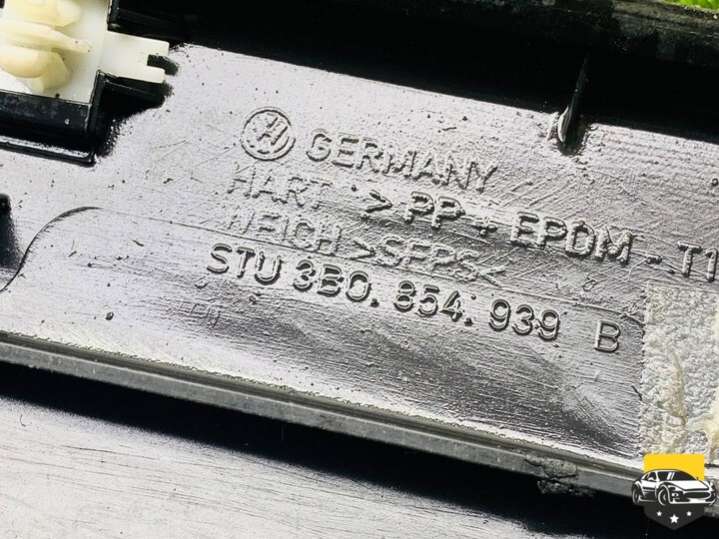 GERMANY
HART >PP + EPDM - T1
WEICH >SEPS<
STU 3B0. 854. 939 B